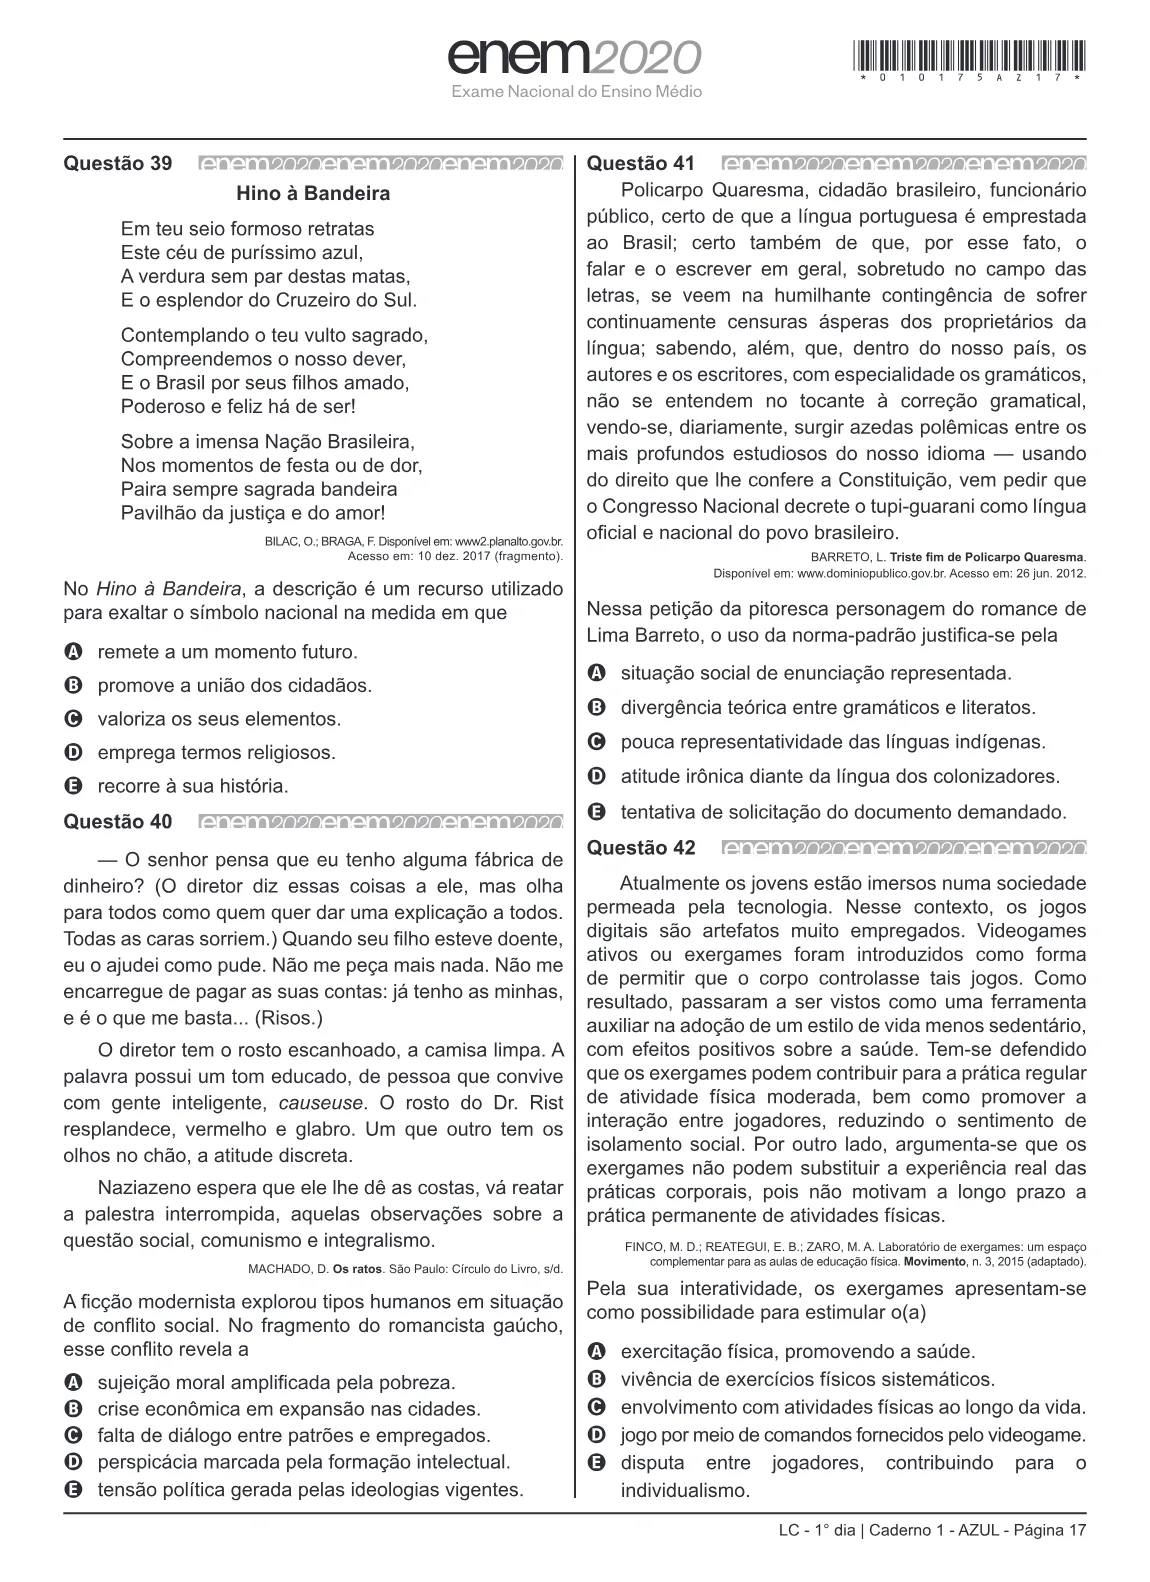 enem2020
Exame Nacional do Ensino Médio
*010175AZ17*
Questão 39 enem2020enem2020enem2020
Hino à Bandeira
Em teu seio formoso retratas
Este céu de puríssimo azul,
A verdura sem par destas matas,
E o esplendor do Cruzeiro do Sul.
Contemplando o teu vulto sagrado,
Compreendemos o nosso dever,
E o Brasil por seus filhos amado,
Poderoso e feliz há de ser!
Sobre a imensa Nação Brasileira,
Nos momentos de festa ou de dor,
Paira sempre sagrada bandeira
Pavilhão da justiça e do amor!
BILAC, O.; BRAGA, F. Disponível em: www2.planalto.gov.br.
Acesso em: 10 dez. 2017 (fragmento).
No Hino à Bandeira, a descrição é um recurso utilizado
para exaltar o símbolo nacional na medida em que
A remete a um momento futuro.
B promove a união dos cidadãos.
C valoriza os seus elementos.
D emprega termos religiosos.
E recorre à sua história.
Questão 40 enem2020enem2020enem2020
— O senhor pensa que eu tenho alguma fábrica de
dinheiro? (O diretor diz essas coisas a ele, mas olha
para todos como quem quer dar uma explicação a todos.
Todas as caras sorriem.) Quando seu filho esteve doente,
eu o ajudei como pude. Não me peça mais nada. Não me
encarregue de pagar as suas contas: já tenho as minhas,
e é o que me basta... (Risos.)
O diretor tem o rosto escanhoado, a camisa limpa. A
palavra possui um tom educado, de pessoa que convive
com gente inteligente, causeuse. O rosto do Dr. Rist
resplandece, vermelho e glabro. Um que outro tem os
olhos no chão, a atitude discreta.
Naziazeno espera que ele lhe dê as costas, vá reatar
a palestra interrompida, aquelas observações sobre a
questão social, comunismo e integralismo.
MACHADO, D. Os ratos. São Paulo: Círculo do Livro, s/d.
A ficção modernista explorou tipos humanos em situação
de conflito social. No fragmento do romancista gaúcho,
esse conflito revela a
A sujeição moral amplificada pela pobreza.
B crise econômica em expansão nas cidades.
C falta de diálogo entre patrões e empregados.
D perspicácia marcada pela formação intelectual.
E tensão política gerada pelas ideologias vigentes.
Questão 41 enem2020enem2020enem2020
Policarpo Quaresma, cidadão brasileiro, funcionário
público, certo de que a língua portuguesa é emprestada
ao Brasil; certo também de que, por esse fato, o
falar e o escrever em geral, sobretudo no campo das
letras, se veem na humilhante contingência de sofrer
continuamente censuras ásperas dos proprietários da
língua; sabendo, além, que, dentro do nosso país, os
autores e os escritores, com especialidade os gramáticos,
não se entendem no tocante à correção gramatical,
vendo-se, diariamente, surgir azedas polêmicas entre os
mais profundos estudiosos do nosso idioma — usando
do direito que lhe confere a Constituição, vem pedir que
o Congresso Nacional decrete o tupi-guarani como língua
oficial e nacional do povo brasileiro.
BARRETO, L. Triste fim de Policarpo Quaresma.
Disponível em: www.dominiopublico.gov.br. Acesso em: 26 jun. 2012.
Nessa petição da pitoresca personagem do romance de
Lima Barreto, o uso da norma-padrão justifica-se pela
A situação social de enunciação representada.
B divergência teórica entre gramáticos e literatos.
C pouca representatividade das línguas indígenas.
D atitude irônica diante da língua dos colonizadores.
E tentativa de solicitação do documento demandado.
Questão 42 enem2020enem2020enem2020
Atualmente os jovens estão imersos numa sociedade
permeada pela tecnologia. Nesse contexto, os jogos
digitais são artefatos muito empregados. Videogames
ativos ou exergames foram introduzidos como forma
de permitir que o corpo controlasse tais jogos. Como
resultado, passaram a ser vistos como uma ferramenta
auxiliar na adoção de um estilo de vida menos sedentário,
com efeitos positivos sobre a saúde. Tem-se defendido
que os exergames podem contribuir para a prática regular
de atividade física moderada, bem como promover a
interação entre jogadores, reduzindo o sentimento de
isolamento social. Por outro lado, argumenta-se que os
exergames não podem substituir a experiência real das
práticas corporais, pois não motivam a longo prazo a
prática permanente de atividades físicas.
FINCO, M. D.; REATEGUI, E. B.; ZARO, M. A. Laboratório de exergames: um espaço
complementar para as aulas de educação física. Movimento, n. 3, 2015 (adaptado).
Pela sua interatividade, os exergames apresentam-se
como possibilidade para estimular o(a)
A exercitação física, promovendo a saúde.
B vivência de exercícios físicos sistemáticos.
C envolvimento com atividades físicas ao longo da vida.
D jogo por meio de comandos fornecidos pelo videogame.
E disputa entre jogadores, contribuindo para o
individualismo.
LC - 1° dia | Caderno 1 - AZUL - Página 17